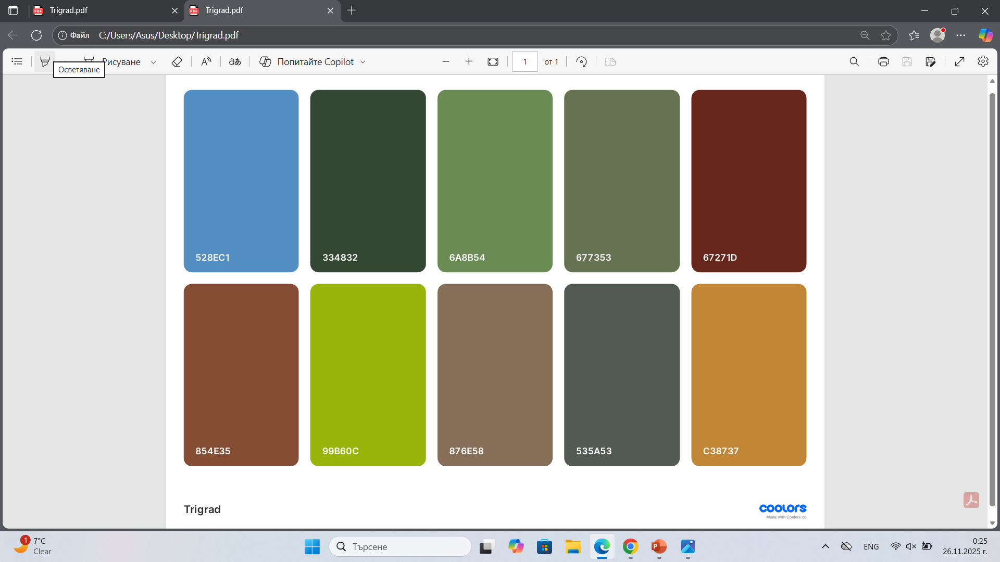 Trigrad.pdf
Trigrad.pdf
Файл
C:/Users/Asus/Desktop/Trigrad.pdf
Рисуване
Попитайте Copilot
1
от 1
Осветяване
528EC1
334832
6A8B54
677353
67271D
854E35
99B60C
876E58
535A53
C38737
Trigrad
coolors
Made with Coolors.co
1
7°C
Clear
Търсене
ENG
0:25
26.11.2025 г.